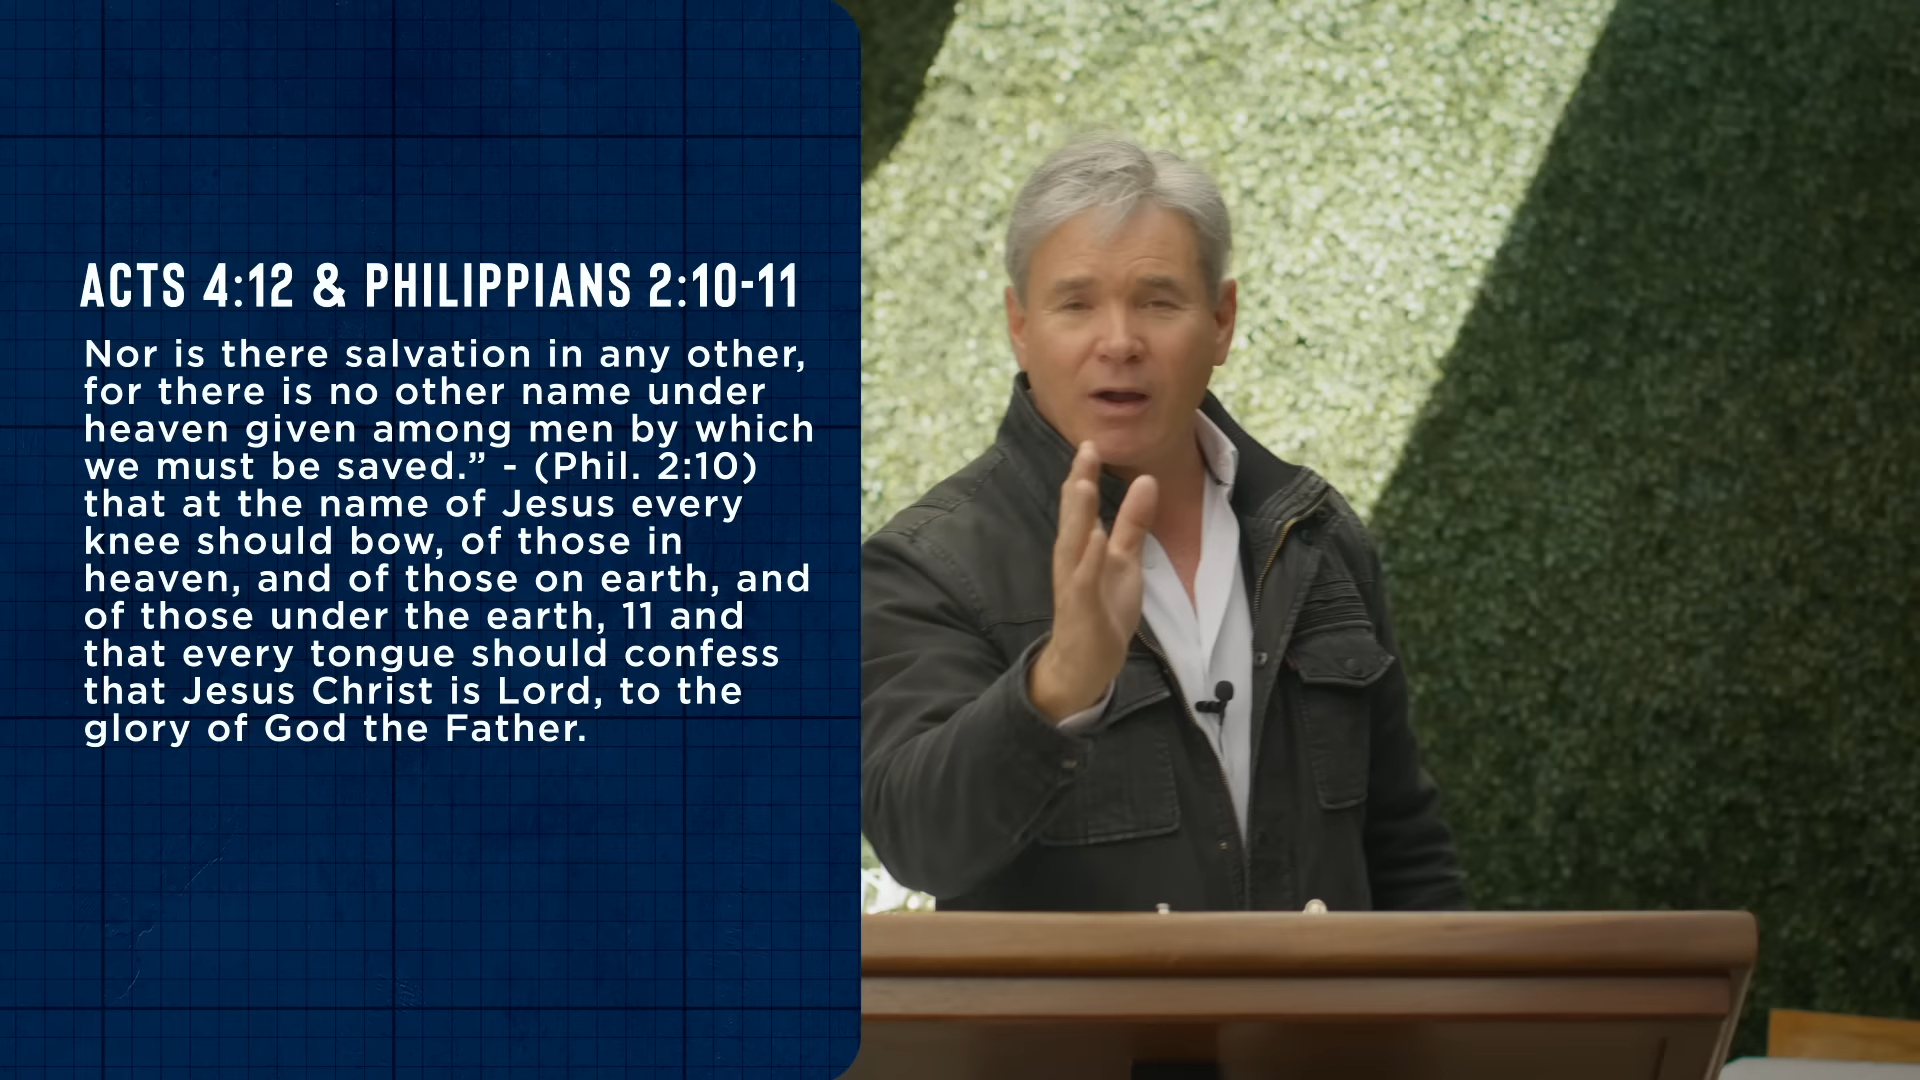 ACTS 4:12 & PHILIPPIANS 2:10-11
Nor is there salvation in any other,
for there is no other name under
heaven given among men by which
we must be saved.” - (Phil. 2:10)
that at the name of Jesus every
knee should bow, of those in
heaven, and of those on earth, and
of those under the earth, 11 and
that every tongue should confess
that Jesus Christ is Lord, to the
glory of God the Father.